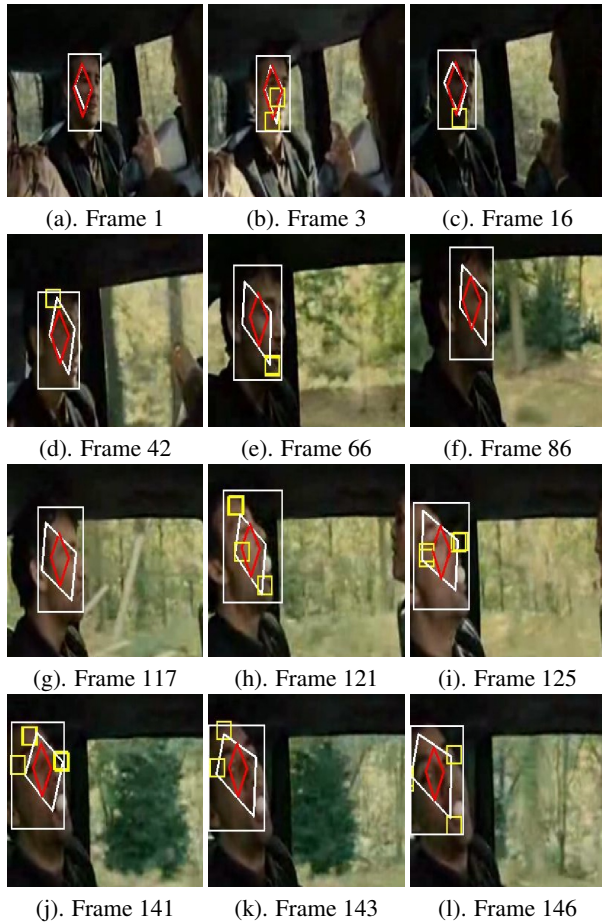 (a). Frame 1 (b). Frame 3 (c). Frame 16
(d). Frame 42 (e). Frame 66 (f). Frame 86
(g). Frame 117 (h). Frame 121 (i). Frame 125
(j). Frame 141 (k). Frame 143 (l). Frame 146